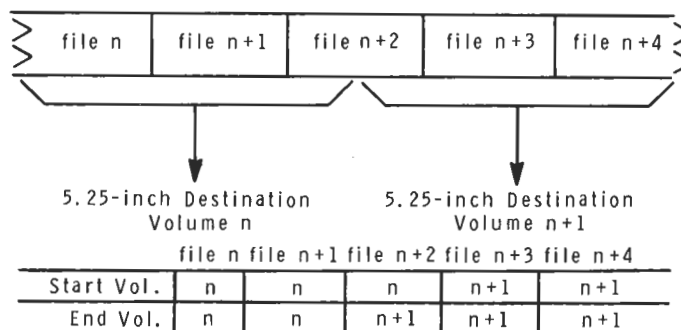 file n file n+1 file n+2 file n+3 file n+4
5.25-inch Destination 5.25-inch Destination
Volume n Volume n+1
file n file n+1 file n+2 file n+3 file n+4
Start Vol. n n n n+1 n+1
End Vol. n n n+1 n+1 n+1